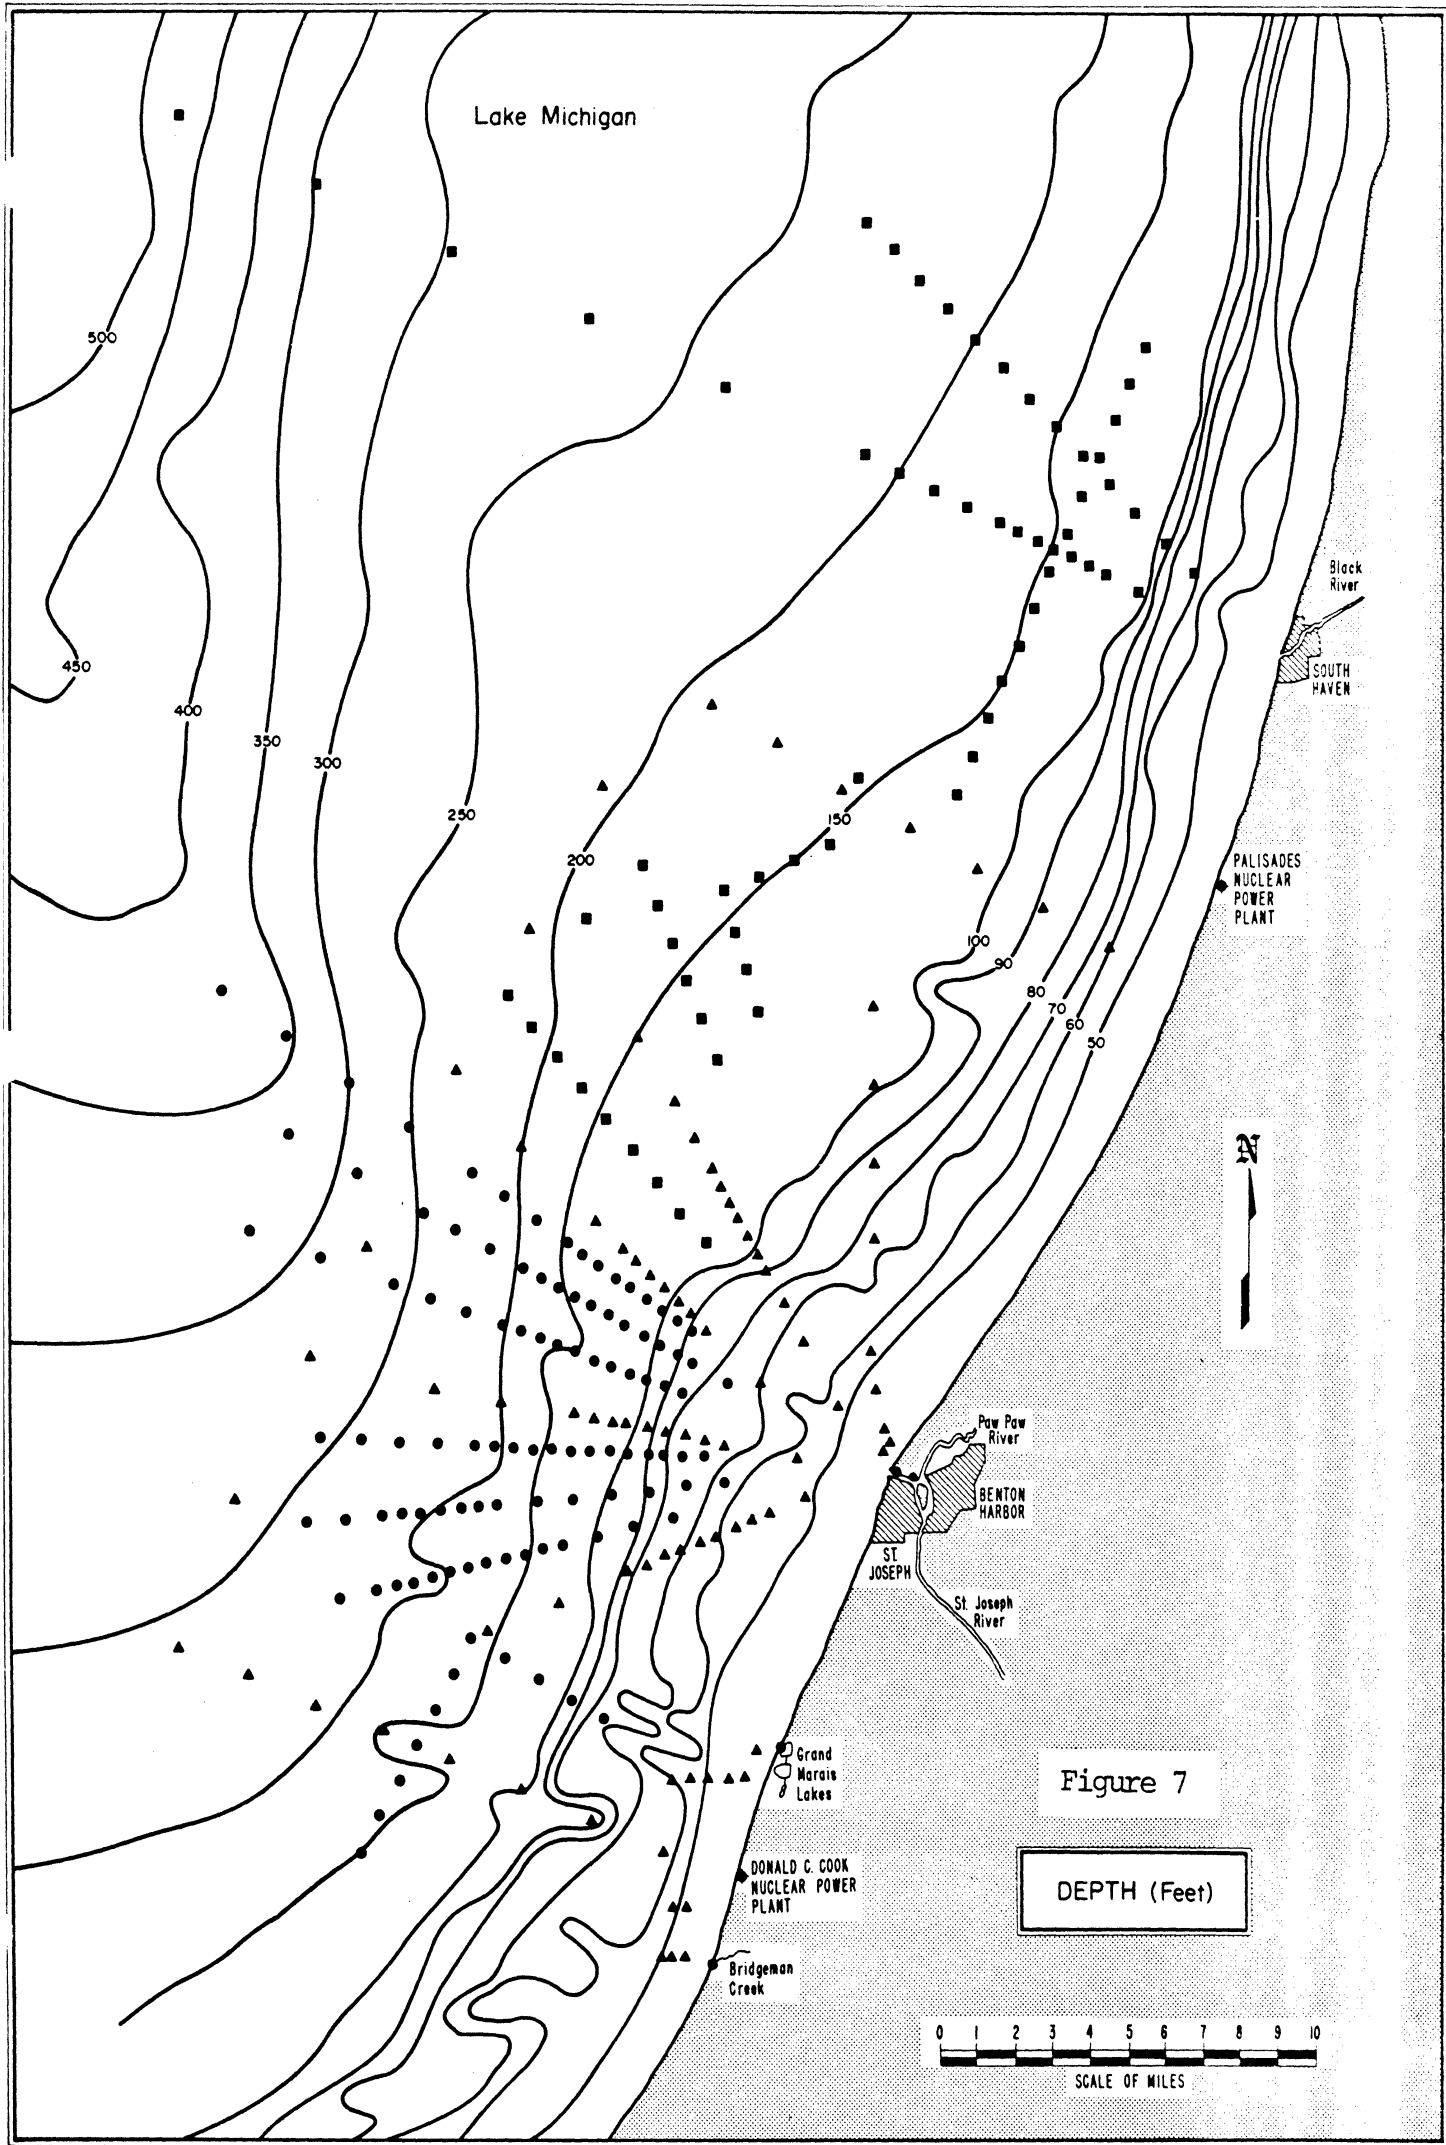 Lake Michigan
500
Black
River
450
SOUTH
HAVEN
400
350
300
250
150
200
PALISADES
NUCLEAR
POWER
PLANT
100
90
80
70
60
50
N
Paw Paw
River
BENTON
HARBOR
ST.
JOSEPH
St. Joseph
River
Grand
Marais
Lakes
Figure 7
DONALD C. COOK
NUCLEAR POWER
PLANT
DEPTH (Feet)
Bridgeman
Creek
0 1 2 3 4 5 6 7 8 9 10
SCALE OF MILES